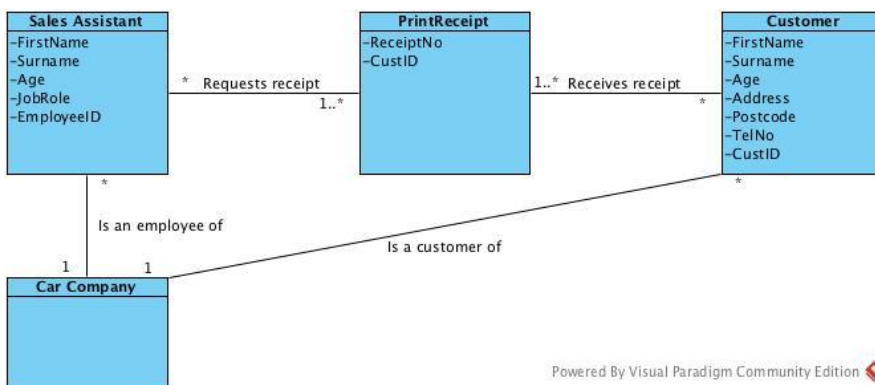 Sales Assistant
-FirstName
-Surname
-Age
-JobRole
-EmployeeID
* Requests receipt
1..*
PrintReceipt
-ReceiptNo
-CustID
1..* Receives receipt
*
Customer
-FirstName
-Surname
-Age
-Address
-Postcode
-TelNo
-CustID
*
Is an employee of
1
*
Is a customer of
1
Car Company
Powered By Visual Paradigm Community Edition